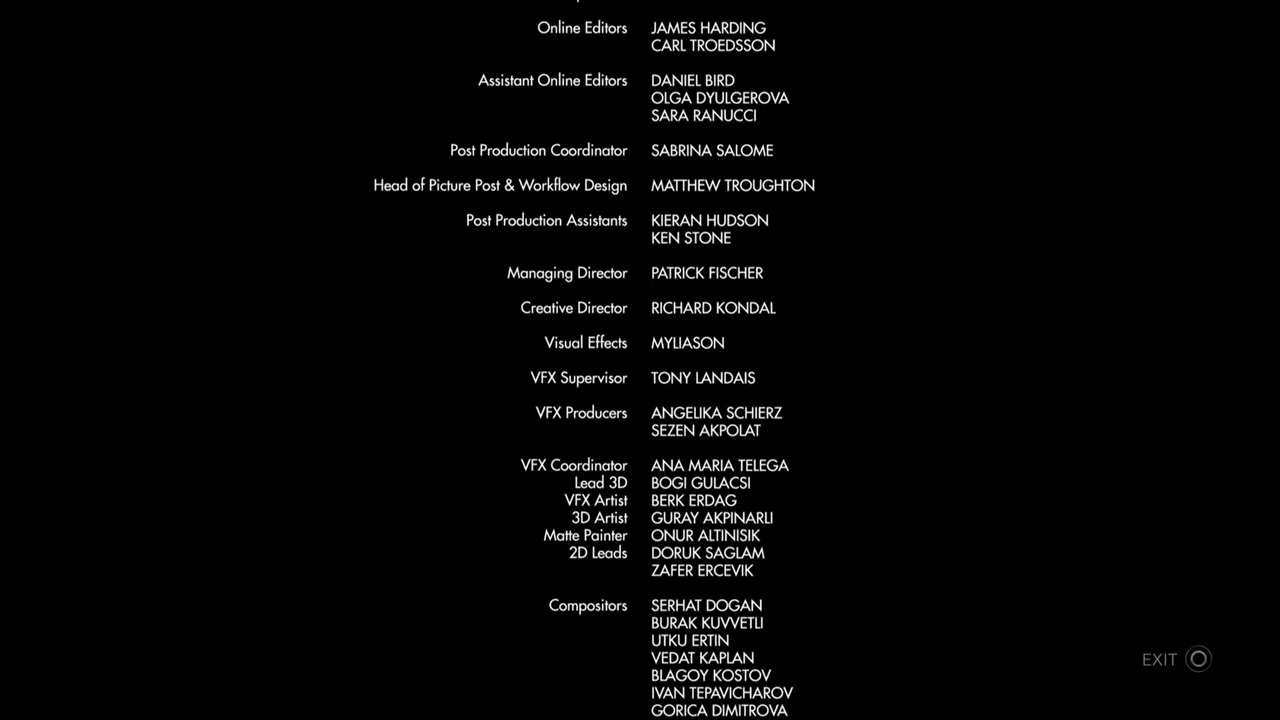 Online Editors JAMES HARDING
CARL TROEDSSON
Assistant Online Editors DANIEL BIRD
OLGA DYULGEROVA
SARA RANUCCI
Post Production Coordinator SABRINA SALOME
Head of Picture Post & Workflow Design MATTHEW TROUGHTON
Post Production Assistants KIERAN HUDSON
KEN STONE
Managing Director PATRICK FISCHER
Creative Director RICHARD KONDAL
Visual Effects MYLIASON
VFX Supervisor TONY LANDAIS
VFX Producers ANGELIKA SCHIERZ
SEZEN AKPOLAT
VFX Coordinator ANA MARIA TELEGA
Lead 3D BOGI GULACSI
VFX Artist BERK ERDAG
3D Artist GURAY AKPINARLI
Matte Painter ONUR ALTINISIK
2D Leads DORUK SAGLAM
ZAFER ERCEVIK
Compositors SERHAT DOGAN
BURAK KUVVETLI
UTKU ERTIN
VEDAT KAPLAN
BLAGOY KOSTOV
IVAN TEPAVICHAROV
GORICA DIMITROVA
EXIT